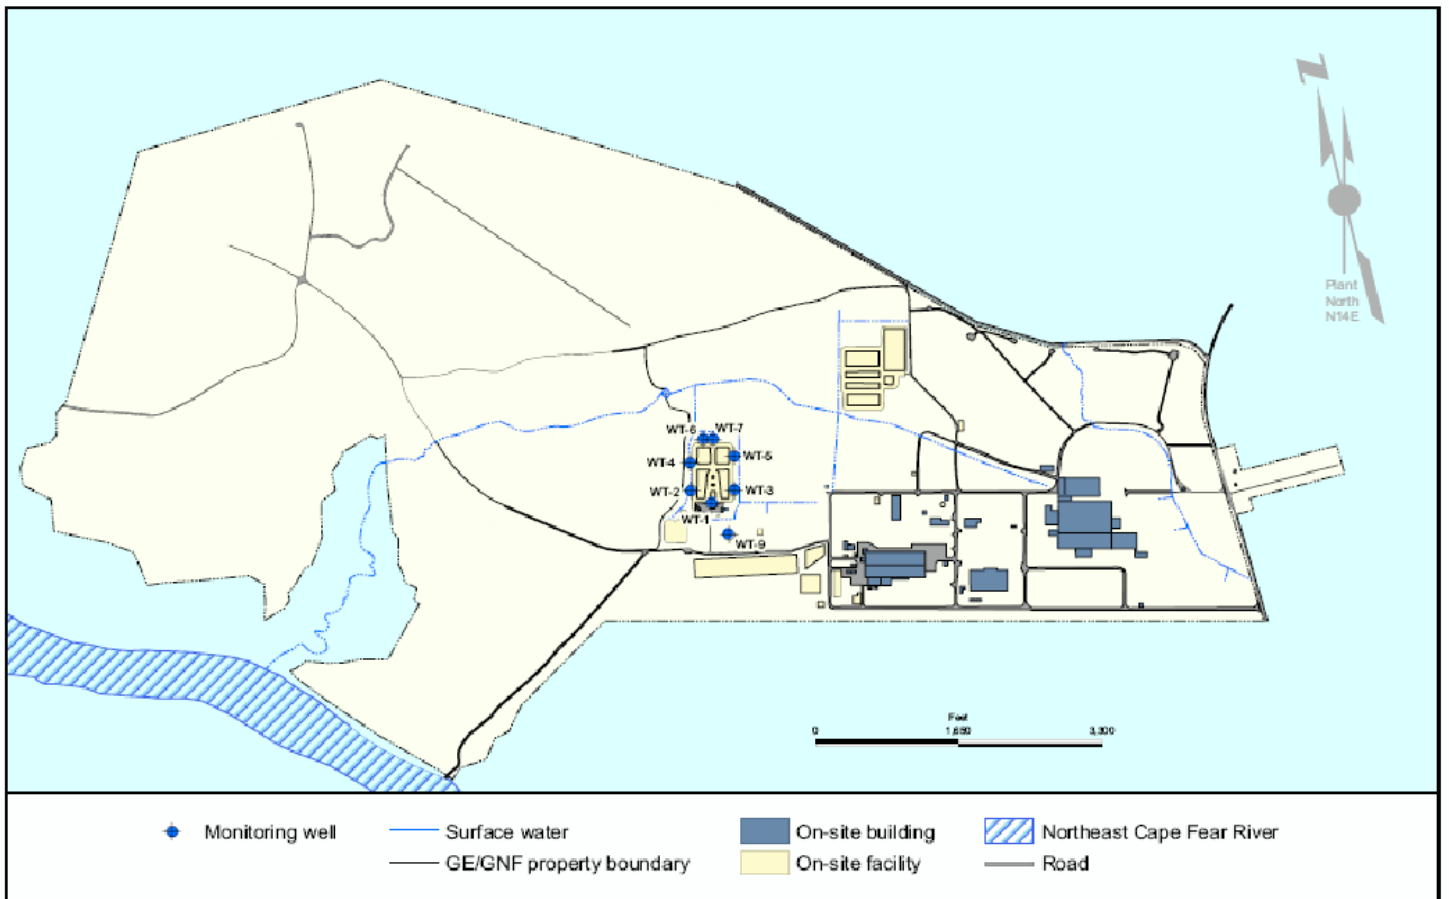 Z
Plant
North
N14E
WT-6
WT-7
WT-4
WT-5
WT-2
WT-3
WT-1
WT-9
Feet
0
1,650
3,300
Monitoring well
Surface water
On-site building
Northeast Cape Fear River
GE/GNF property boundary
On-site facility
Road